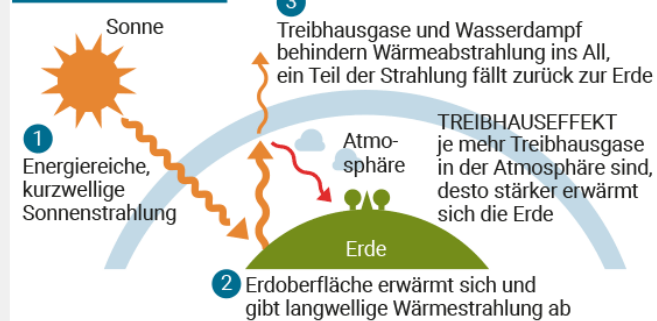 Sonne
3
Treibhausgase und Wasserdampf
behindern Wärmeabstrahlung ins All,
ein Teil der Strahlung fällt zurück zur Erde
1
Energiereiche,
kurzwellige
Sonnenstrahlung
Atmo-
sphäre
TREIBHAUSEFFEKT
je mehr Treibhausgase
in der Atmosphäre sind,
desto stärker erwärmt
sich die Erde
Erde
2 Erdoberfläche erwärmt sich und
gibt langwellige Wärmestrahlung ab